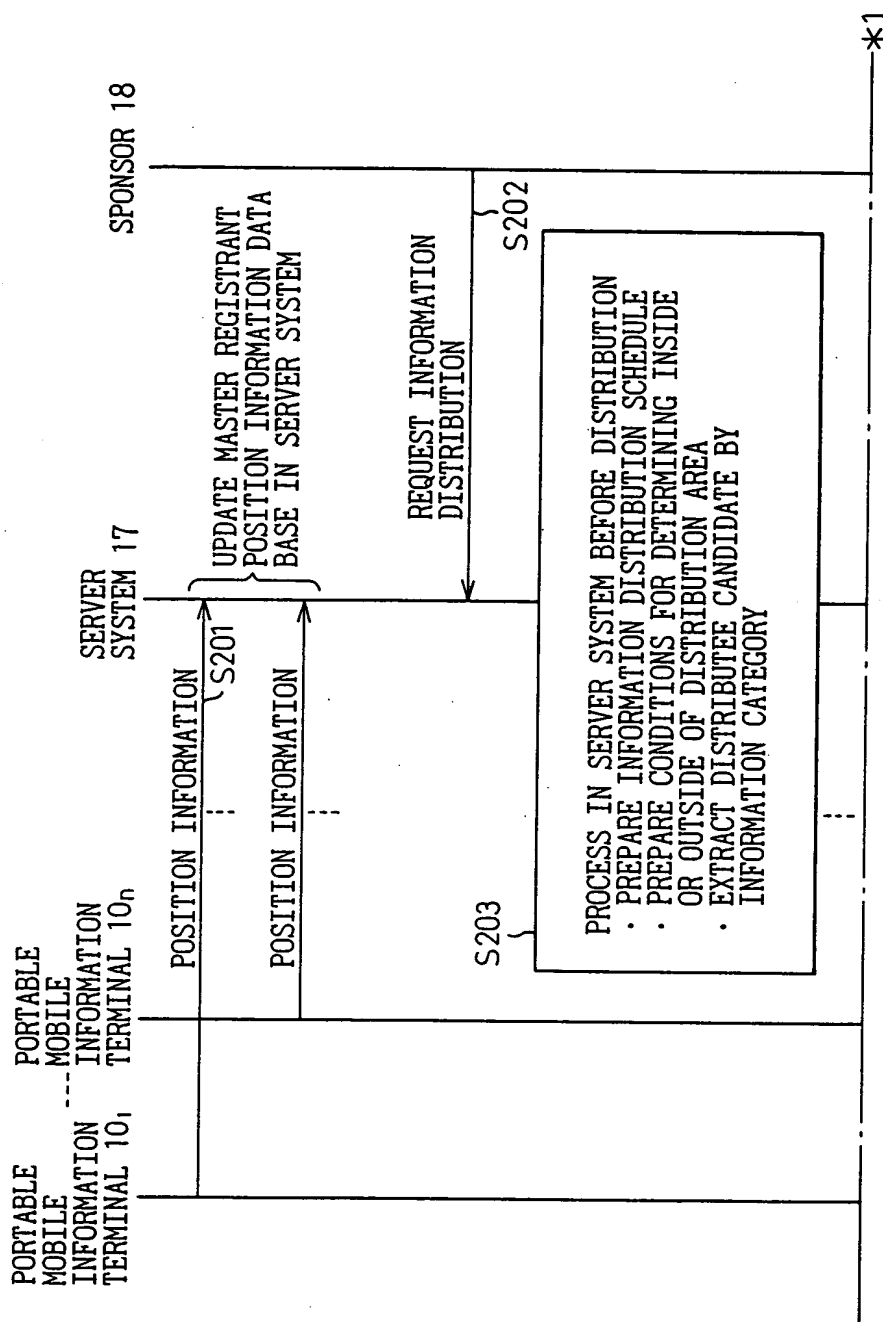 PORTABLE
MOBILE
INFORMATION
TERMINAL 10₁
PORTABLE
MOBILE
INFORMATION
TERMINAL 10n
SERVER
SYSTEM 17
SPONSOR 18
POSITION INFORMATION
S201
POSITION INFORMATION
UPDATE MASTER REGISTRANT
POSITION INFORMATION DATA
BASE IN SERVER SYSTEM
REQUEST INFORMATION
DISTRIBUTION
S202
S203
PROCESS IN SERVER SYSTEM BEFORE DISTRIBUTION
· PREPARE INFORMATION DISTRIBUTION SCHEDULE
· PREPARE CONDITIONS FOR DETERMINING INSIDE
OR OUTSIDE OF DISTRIBUTION AREA
· EXTRACT DISTRIBUTEE CANDIDATE BY
INFORMATION CATEGORY
*1